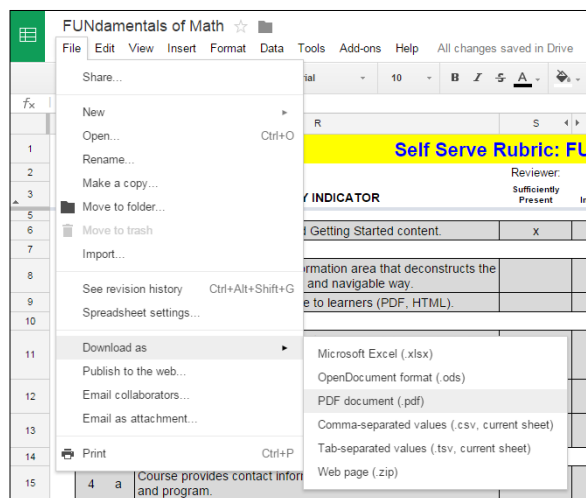 FUNdamentals of Math
File Edit View Insert Format Data Tools Add-ons Help All changes saved in Drive
Share...
10 B I S A
fx
New
R S
Open... Ctrl+O
1 Self Serve Rubric: FU
Rename...
2 Reviewer:
Make a copy...
3 Y INDICATOR Sufficiently
Present
Move to folder...
5
6 Getting Started content. x
Move to trash
7
Import...
8 ormation area that deconstructs the
and navigable way.
See revision history Ctrl+Alt+Shift+G
9 e to learners (PDF, HTML).
Spreadsheet settings...
10
Download as
11
Microsoft Excel (.xlsx)
Publish to the web...
OpenDocument format (.ods)
Email collaborators...
12 PDF document (.pdf)
Email as attachment...
Comma-separated values (.csv, current sheet)
13
Tab-separated values (.tsv, current sheet)
Print Ctrl+P
14
Web page (.zip)
15 4 a Course provides contact infor
and program.